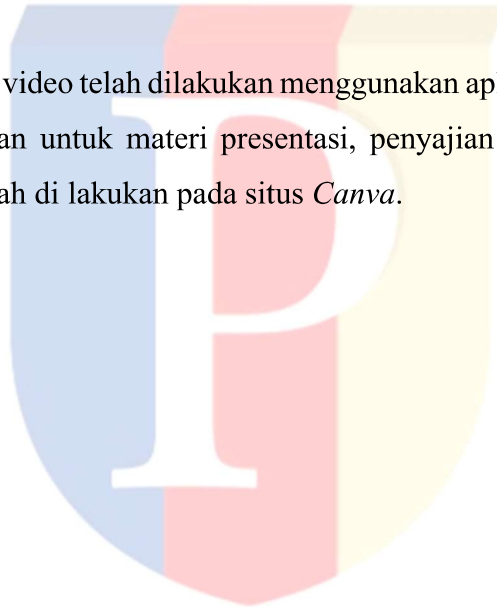 video telah dilakukan menggunakan ap
an untuk materi presentasi, penyajian
ah di lakukan pada situs Canva.
P